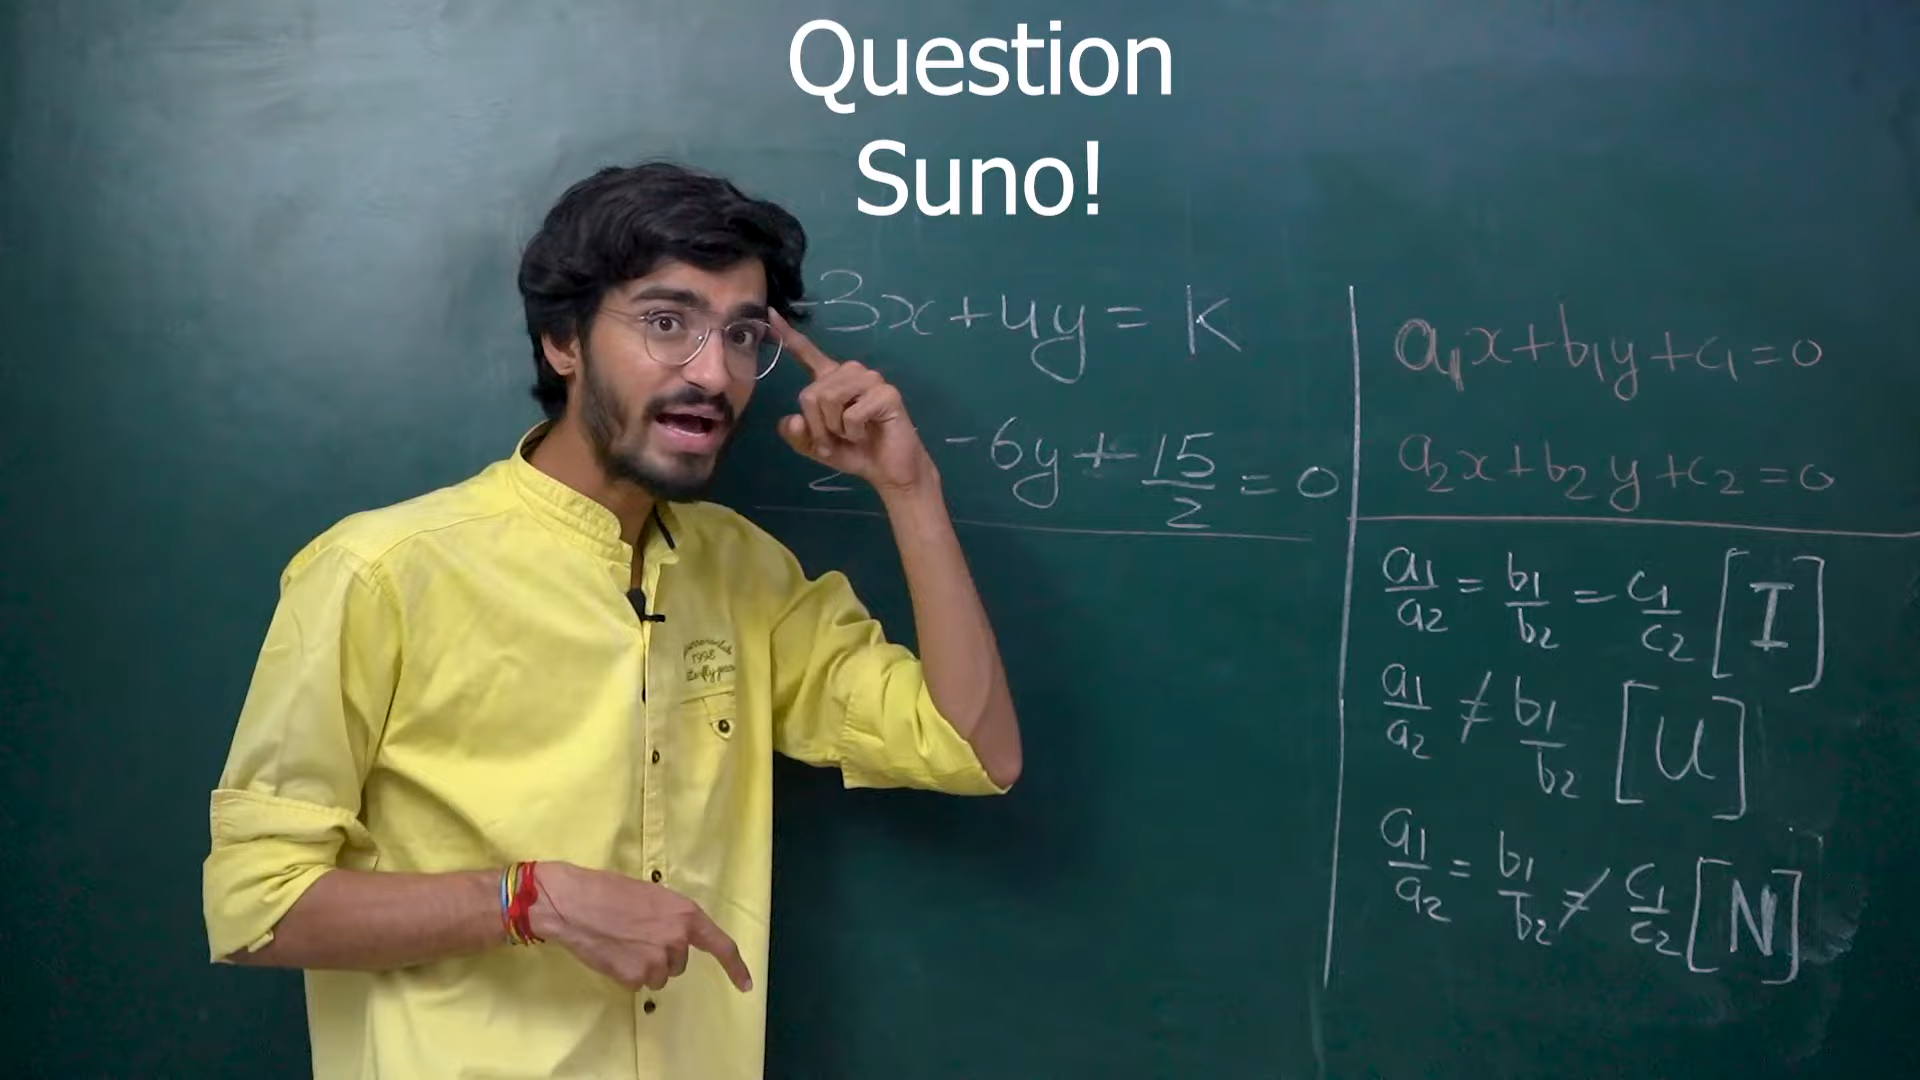 Question
Suno!
-3x+4y=K
-6y+15/2=0
a₁x+b₁y+c₁=0
a₂x+b₂y+c₂=0
a₁/a₂=b₁/b₂=c₁/c₂ [I]
a₁/a₂≠b₁/b₂ [U]
a₁/a₂=b₁/b₂≠c₁/c₂ [N]
1998